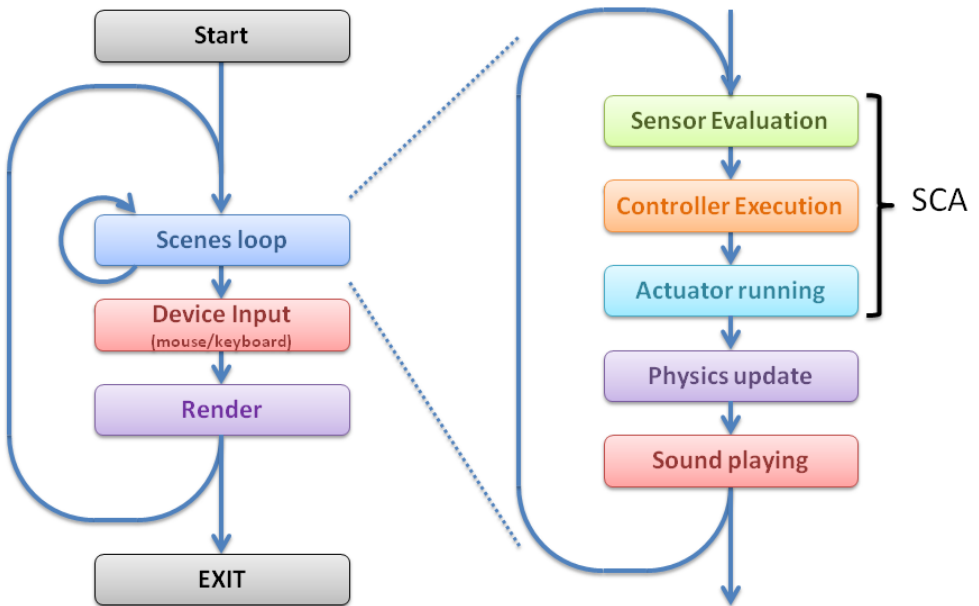 Start
Scenes loop
Device Input
(mouse/keyboard)
Render
EXIT
Sensor Evaluation
Controller Execution
Actuator running
SCA
Physics update
Sound playing